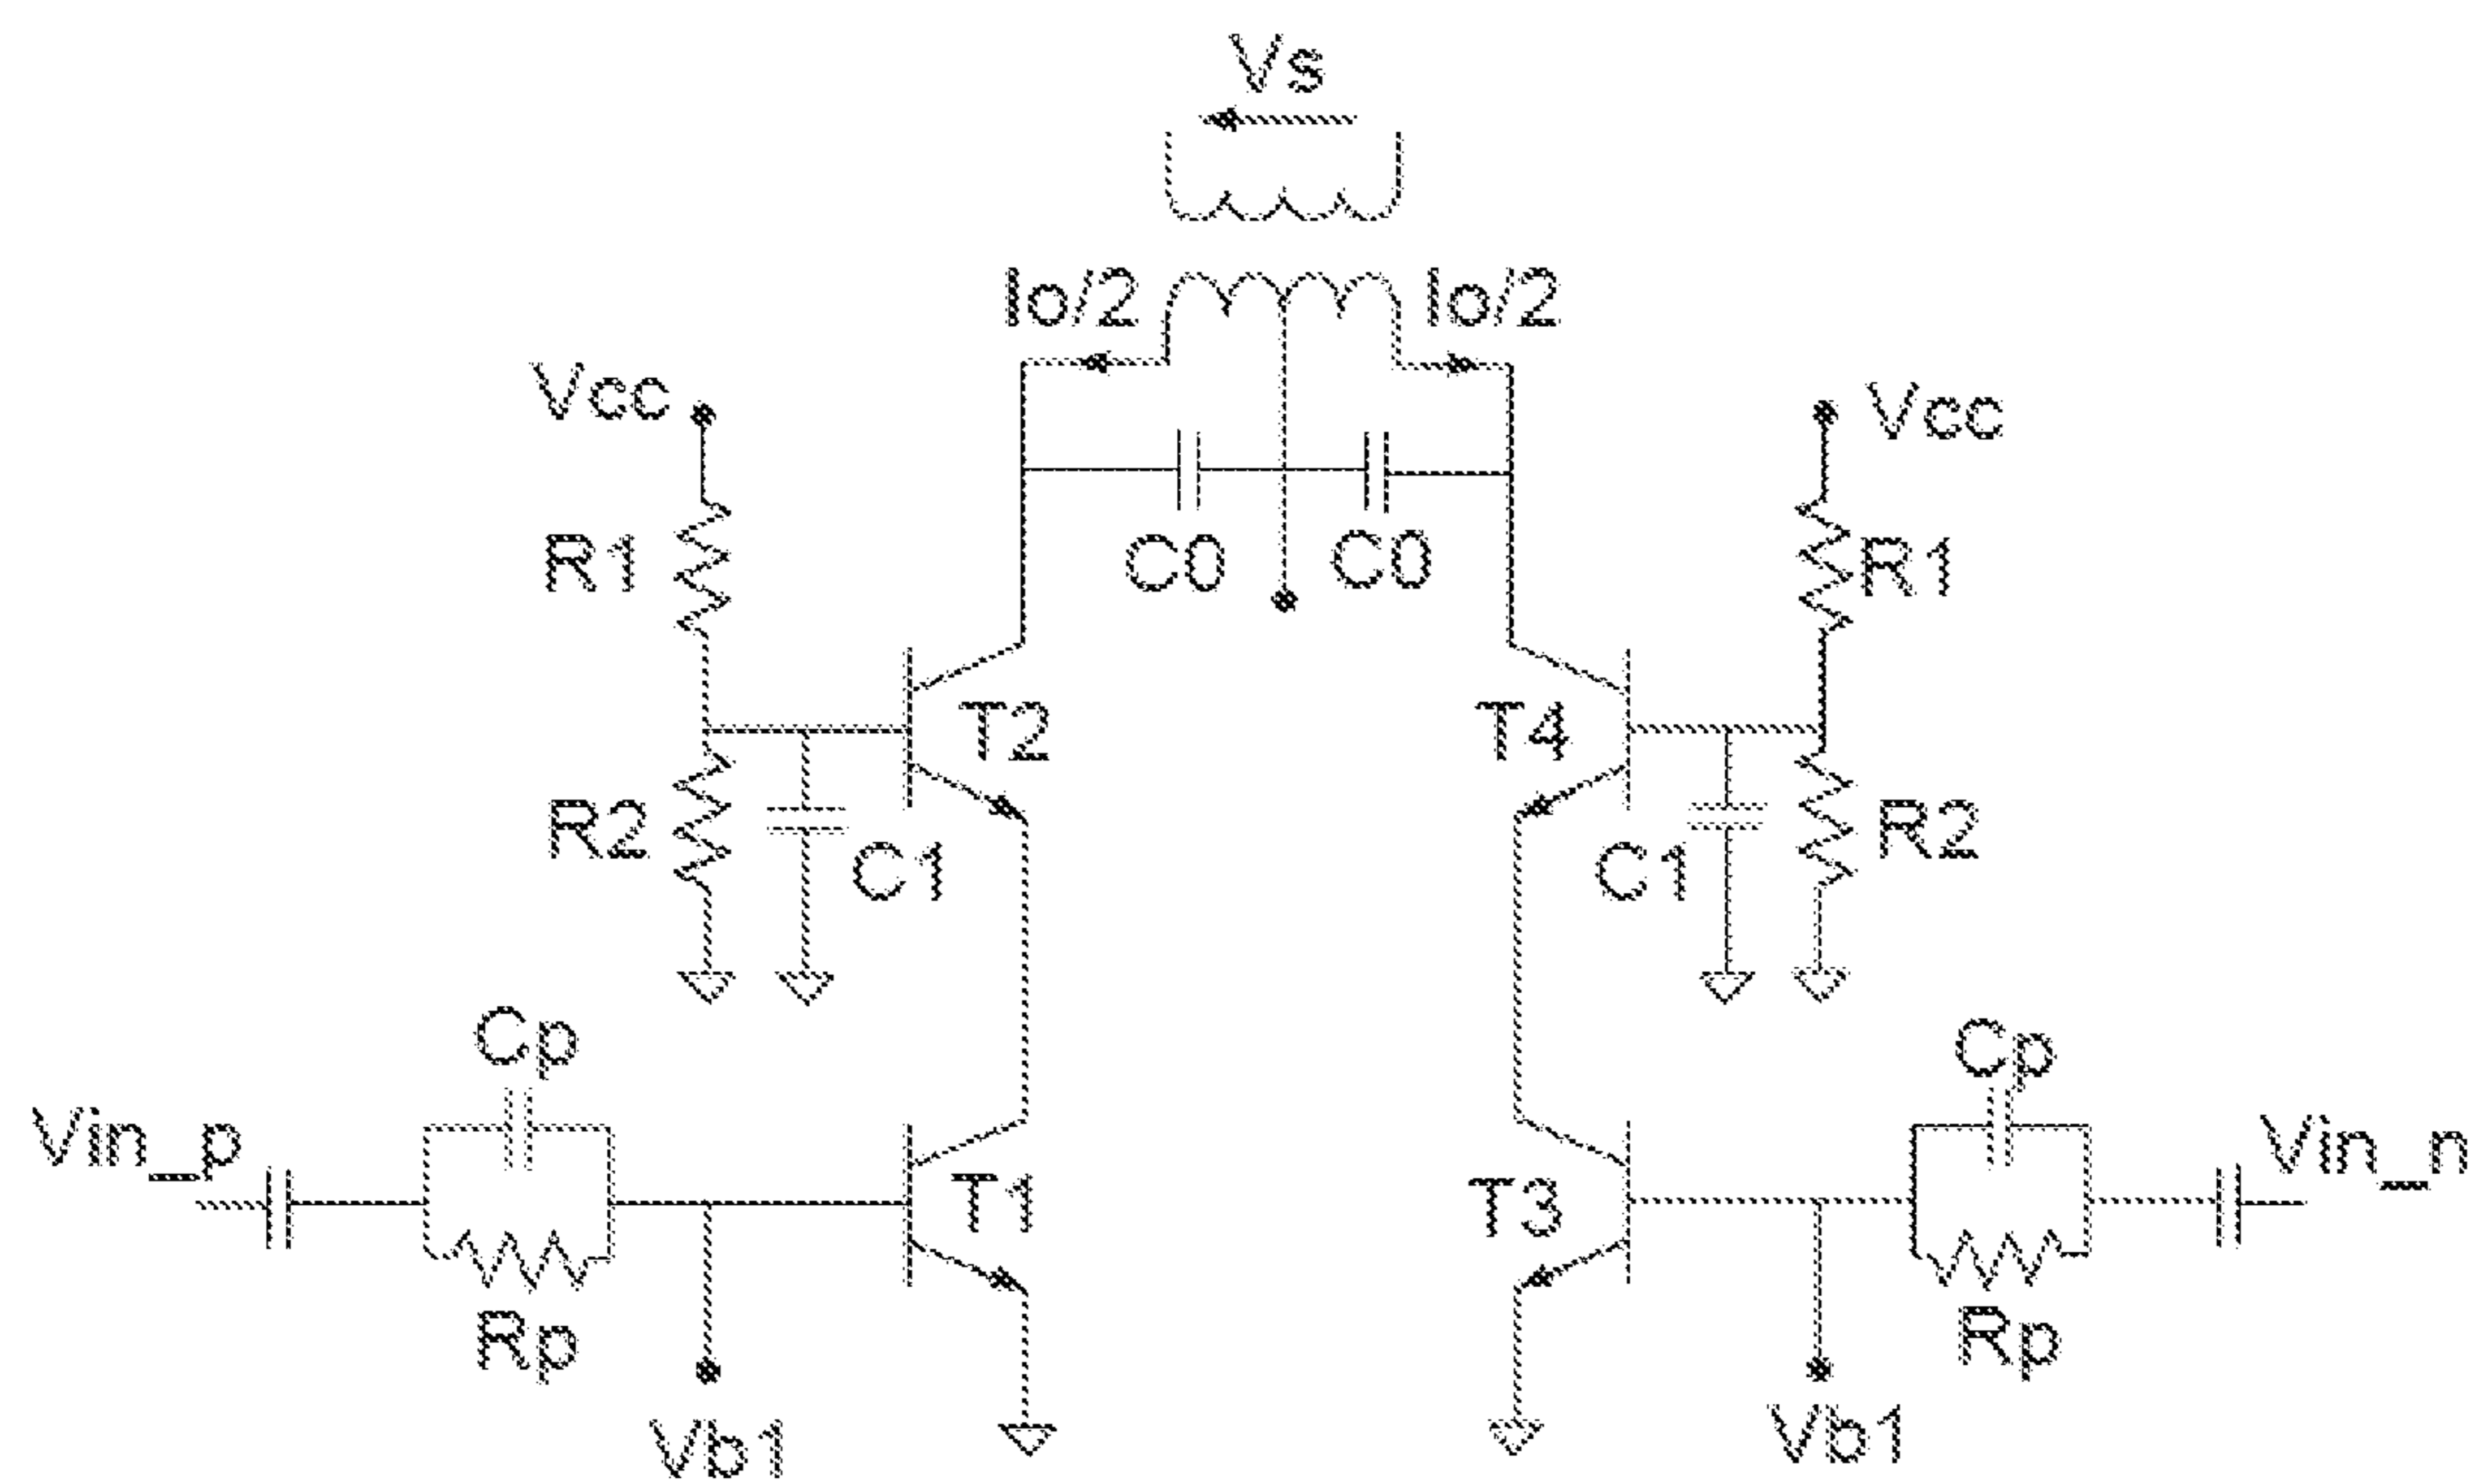 Vs
Io/2 Io/2
Vcc Vcc
R1 C0 C0 R1
T2 T4
R2 C1 C1 R2
Cp Cp
Vin_p Vin_n
T1 T3
Rp Rp
Vb1 Vb1